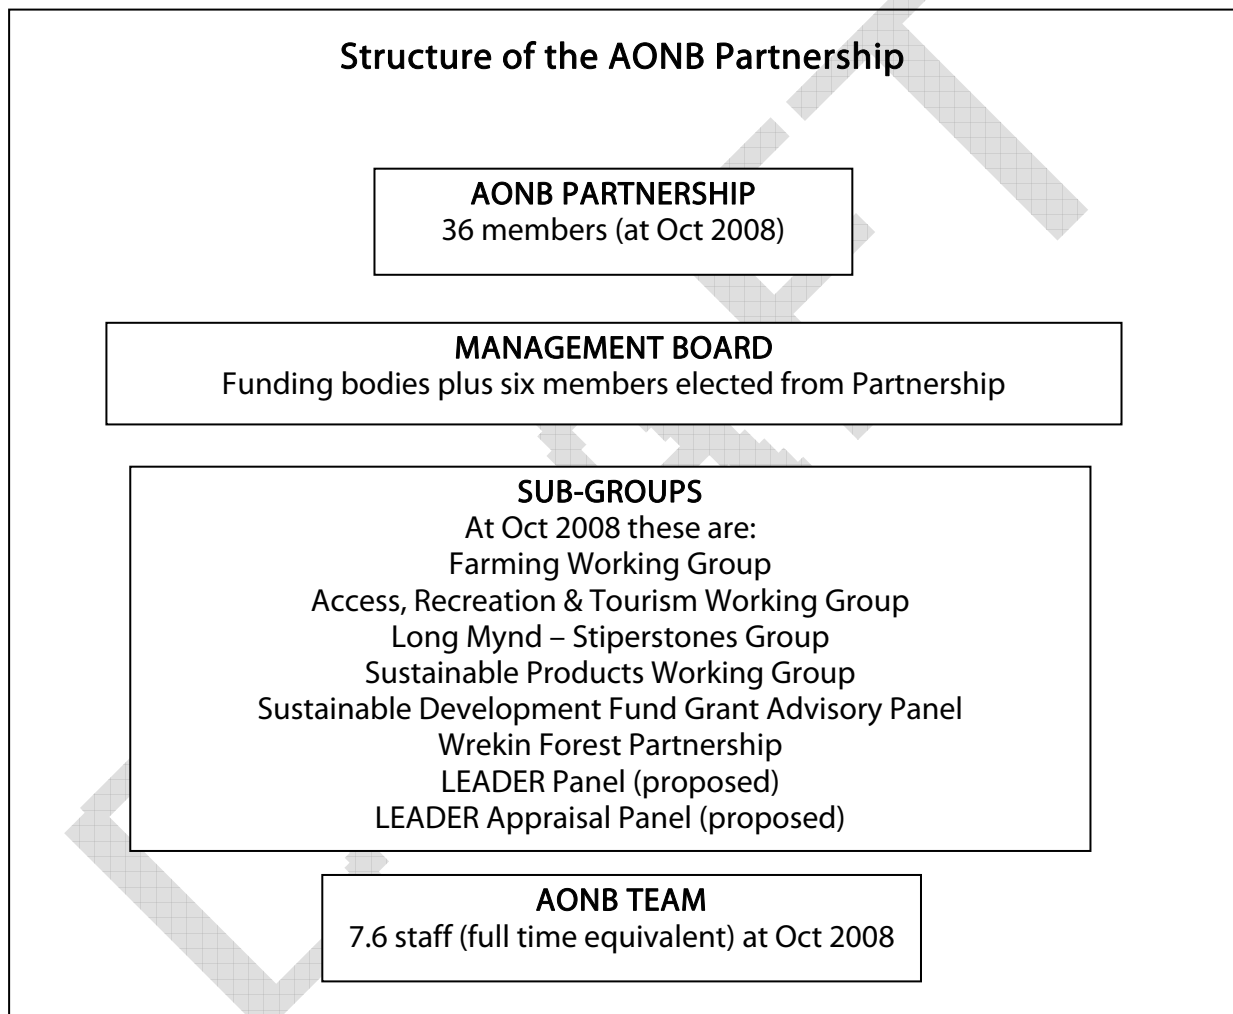 Structure of the AONB Partnership
AONB PARTNERSHIP
36 members (at Oct 2008)
MANAGEMENT BOARD
Funding bodies plus six members elected from Partnership
SUB-GROUPS
At Oct 2008 these are:
Farming Working Group
Access, Recreation & Tourism Working Group
Long Mynd – Stiperstones Group
Sustainable Products Working Group
Sustainable Development Fund Grant Advisory Panel
Wrekin Forest Partnership
LEADER Panel (proposed)
LEADER Appraisal Panel (proposed)
AONB TEAM
7.6 staff (full time equivalent) at Oct 2008